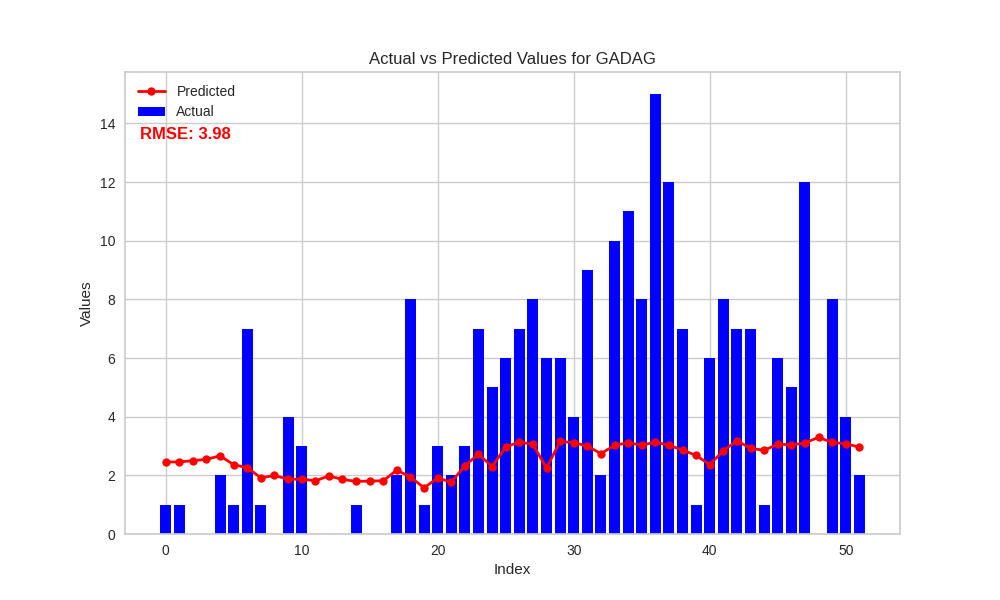 Actual vs Predicted Values for GADAG
Predicted
Actual
RMSE: 3.98
Values
14
12
10
8
6
4
2
0
0 10 20 30 40 50
Index